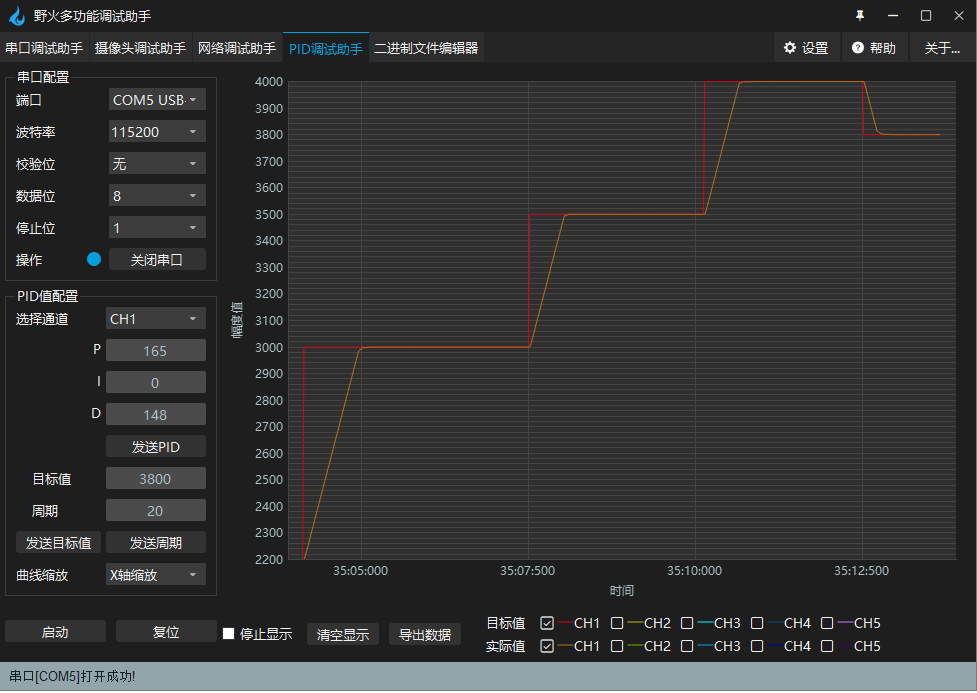 野火多功能调试助手
串口调试助手 摄像头调试助手 网络调试助手 PID调试助手 二进制文件编辑器 设置 帮助 关于...
串口配置
端口 COM5 USB-
波特率 115200
校验位 无
数据位 8
停止位 1
操作 关闭串口
PID值配置
选择通道 CH1
P 165
I 0
D 148
发送PID
目标值 3800
周期 20
发送目标值 发送周期
曲线缩放 X轴缩放
启动 复位 停止显示 清空显示 导出数据
幅度值
4000
3900
3800
3700
3600
3500
3400
3300
3200
3100
3000
2900
2800
2700
2600
2500
2400
2300
2200
35:05:000 35:07:500 35:10:000 35:12:500
时间
目标值 CH1 CH2 CH3 CH4 CH5
实际值 CH1 CH2 CH3 CH4 CH5
串口[COM5]打开成功!